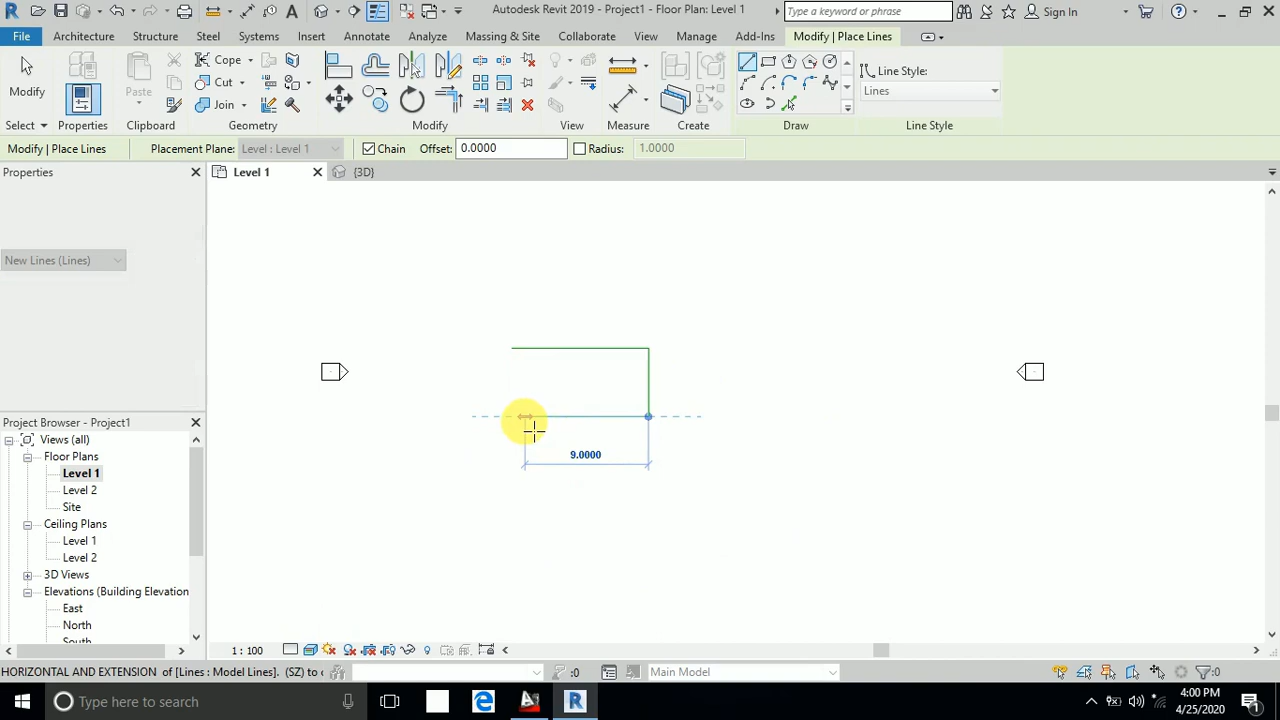 Autodesk Revit 2019 - Project1 - Floor Plan: Level 1
Type a keyword or phrase
Sign In
File
Architecture
Structure
Steel
Systems
Insert
Annotate
Analyze
Massing & Site
Collaborate
View
Manage
Add-Ins
Modify | Place Lines
Modify
Paste
Cope
Cut
Join
Line Style:
Lines
Select
Properties
Clipboard
Geometry
Modify
View
Measure
Create
Draw
Line Style
Modify | Place Lines
Placement Plane:
Level : Level 1
Chain
Offset:
0.0000
Radius:
1.0000
Properties
Level 1
{3D}
New Lines (Lines)
9.0000
Project Browser - Project1
Views (all)
Floor Plans
Level 1
Level 2
Site
Ceiling Plans
Level 1
Level 2
3D Views
Elevations (Building Elevation
East
North
South
1 : 100
HORIZONTAL AND EXTENSION of [Lines : Model Lines]. (SZ) to c
:0
Main Model
:0
Type here to search
4:00 PM
4/25/2020
1